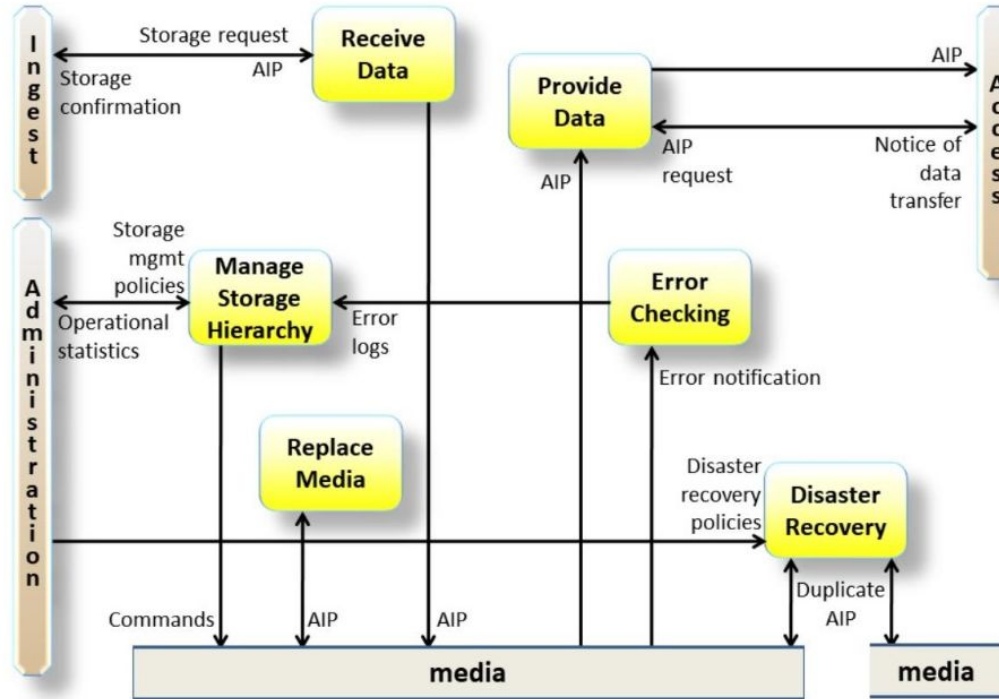 Ingest
Storage request
AIP
Storage
confirmation
Receive
Data
Provide
Data
AIP
AIP
request
Notice of
data
transfer
AIP
Access
Administration
Storage
mgmt
policies
Operational
statistics
Manage
Storage
Hierarchy
Error
logs
Error
Checking
Error notification
Replace
Media
Disaster
recovery
policies
Disaster
Recovery
Commands
AIP
AIP
Duplicate
AIP
media
media